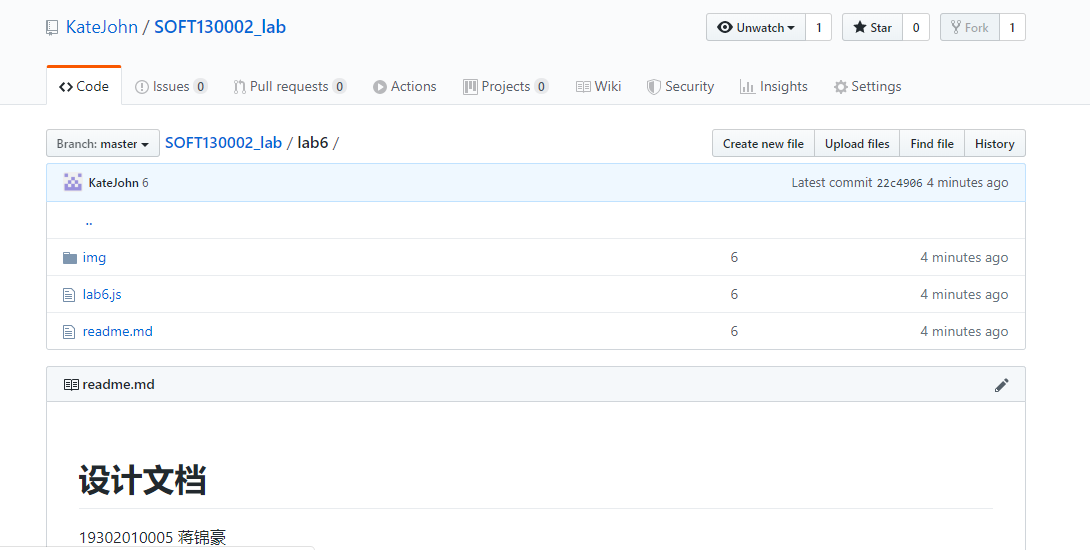 KateJohn / SOFT130002_lab
Unwatch 1 Star 0 Fork 1
Code Issues 0 Pull requests 0 Actions Projects 0 Wiki Security Insights Settings
Branch: master SOFT130002_lab / lab6 / Create new file Upload files Find file History
KateJohn 6 Latest commit 22c4906 4 minutes ago
..
img 6 4 minutes ago
lab6.js 6 4 minutes ago
readme.md 6 4 minutes ago
readme.md
设计文档
19302010005 蒋锦豪